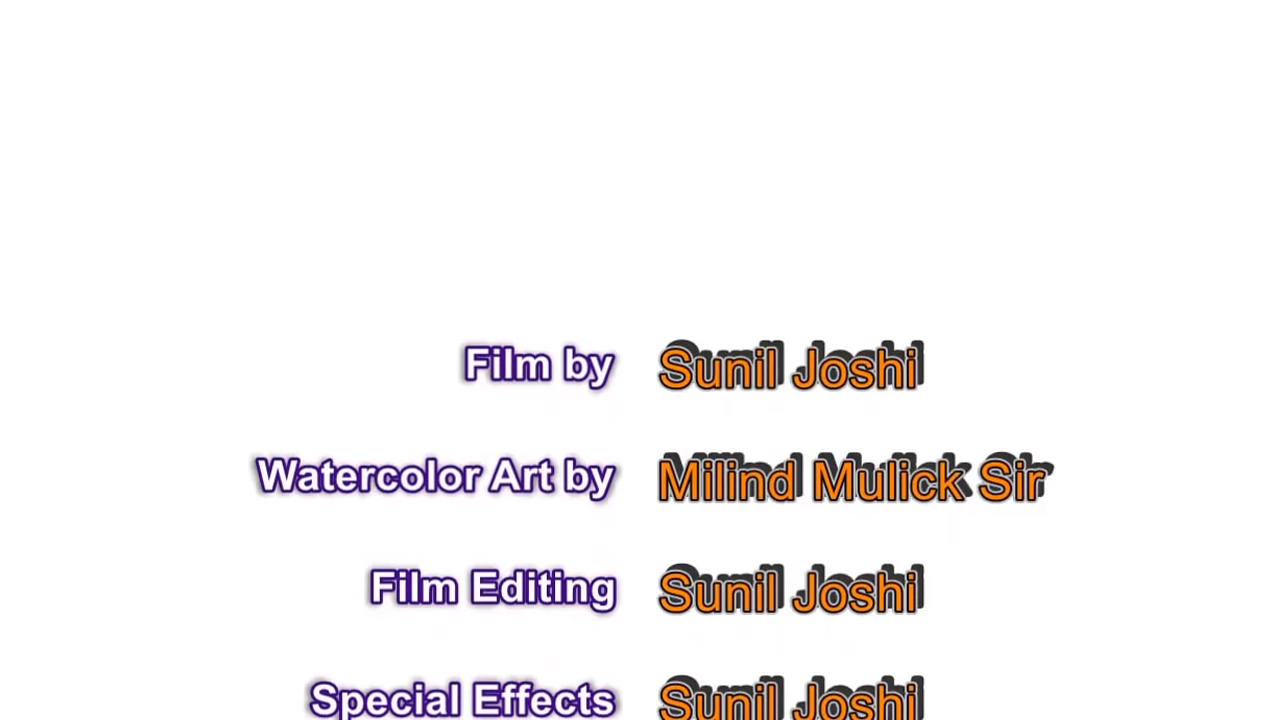 Film by Sunil Joshi
Watercolor Art by Milind Mulick Sir
Film Editing Sunil Joshi
Special Effects Sunil Joshi